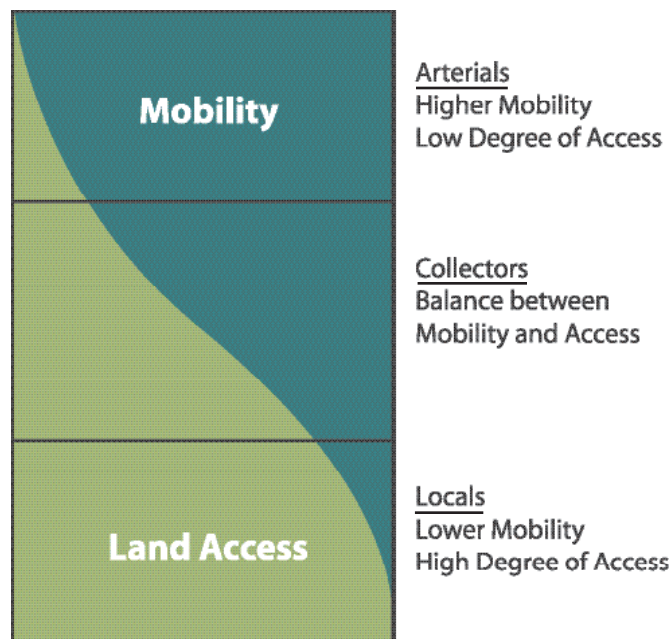 Mobility
Arterials
Higher Mobility
Low Degree of Access
Collectors
Balance between
Mobility and Access
Land Access
Locals
Lower Mobility
High Degree of Access